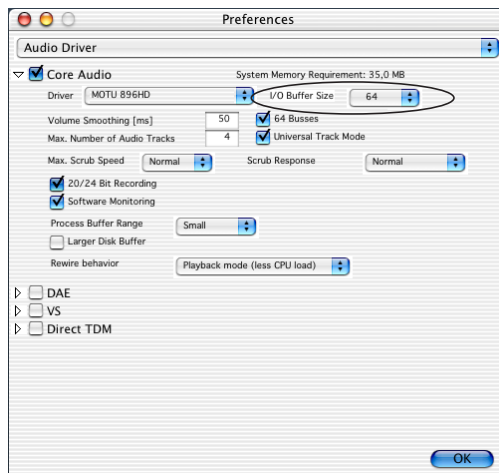 Preferences
Audio Driver
Core Audio System Memory Requirement: 35,0 MB
Driver MOTU 896HD I/O Buffer Size 64
Volume Smoothing [ms] 50 64 Busses
Max. Number of Audio Tracks 4 Universal Track Mode
Max. Scrub Speed Normal Scrub Response Normal
20/24 Bit Recording
Software Monitoring
Process Buffer Range Small
Larger Disk Buffer
Rewire behavior Playback mode (less CPU load)
DAE
VS
Direct TDM
OK